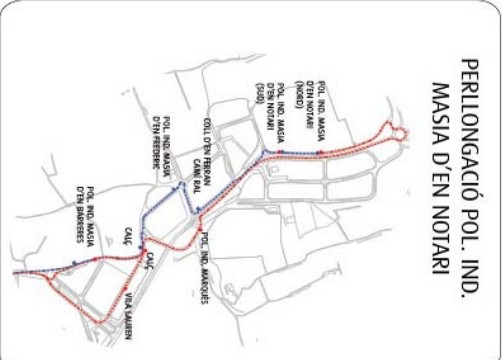 PERLLONGACIÓ POL. IND.
MASIA D'EN NOTARI
POL. IND. MASIA
D'EN NOTARI
(NORD)
POL. IND. MASIA
D'EN NOTARI
(SUD)
COLL D'EN FERRAN
CAMÍ RAL
POL. IND. MASIA
D'EN FREDERIC
POL. IND. MARQUÈS
CALÇ
CALÇ
VILA LAUREN
POL. IND. MASIA
D'EN BARRERES